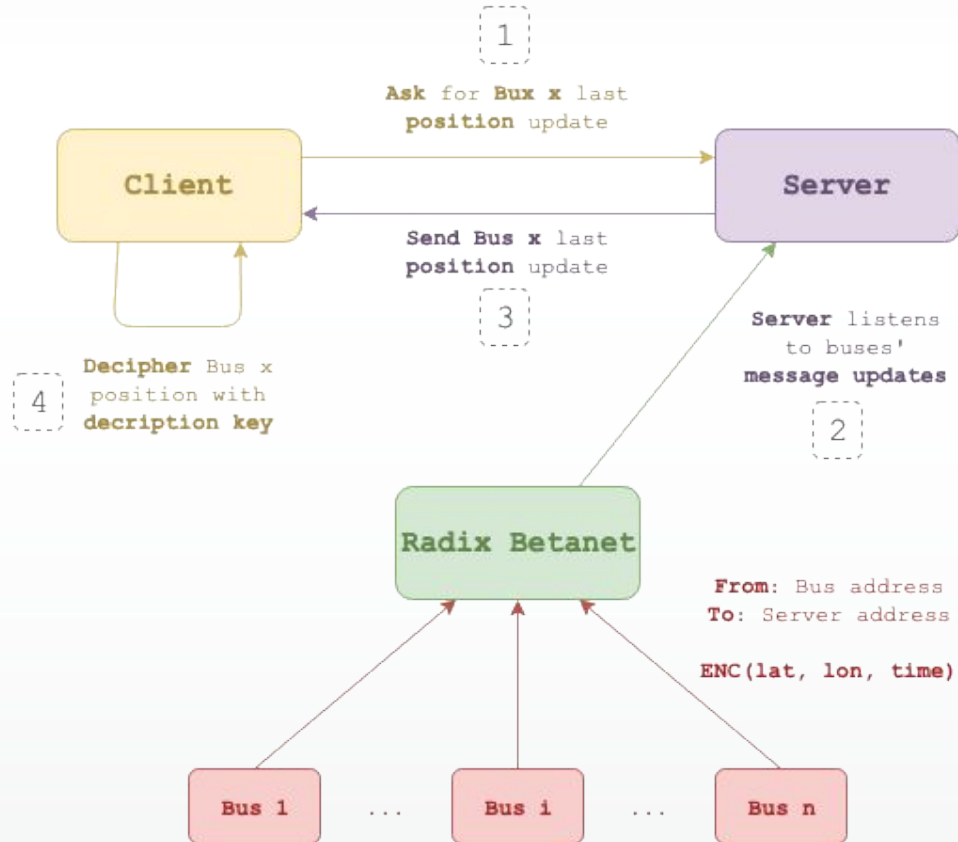 1
Ask for Bux x last
position update
Client
Server
Send Bus x last
position update
3
Server listens
to buses'
message updates
2
4
Decipher Bus x
position with
decription key
Radix Betanet
From: Bus address
To: Server address
ENC(lat, lon, time)
Bus 1
...
Bus i
...
Bus n